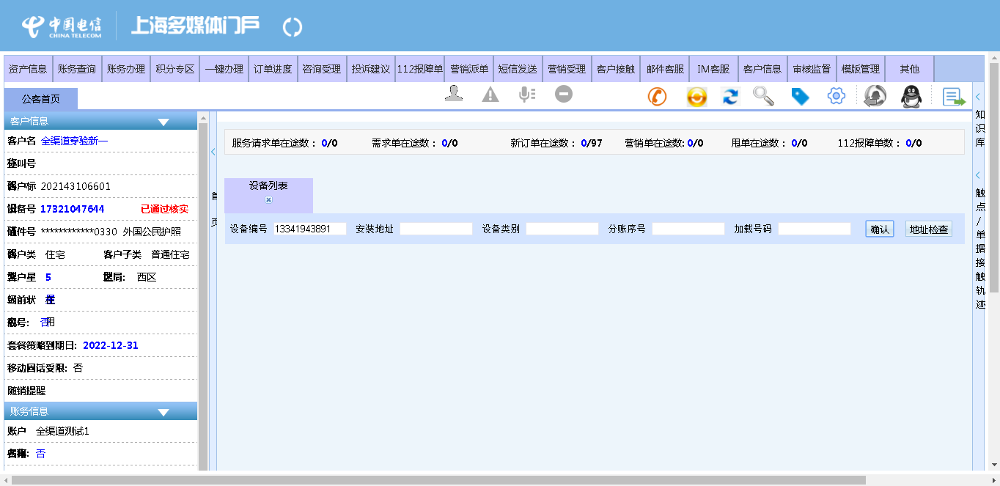 中国电信 CHINA TELECOM 上海多媒体门户
资产信息 账务查询 账务办理 积分专区 一键办理 订单进度 咨询受理 投诉建议 112报障单 营销派单 短信发送 营销受理 客户接触 邮件客服 IM客服 客户信息 审核监督 模版管理 其他
公客首页
客户信息
客户名 全渠道穿验新一
称叫号
客户标 202143106601
设备号 17321047644 已通过核实
证件号 ************0330 外国公民护照
客户类 住宅 客户子类 普通住宅
客户星 5 区局: 西区
当前状
号: 否
套餐策略到期日: 2022-12-31
移动固话受限: 否
随销提醒
账务信息
账户 全渠道测试1
否
首页
服务请求单在途数: 0/0 需求单在途数: 0/0 新订单在途数: 0/97 营销单在途数: 0/0 甩单在途数: 0/0 112报障单数: 0/0
设备列表
设备编号 13341943891 安装地址 设备类别 分账序号 加载号码 确认 地址检查
知识库
触点/单据接触轨迹